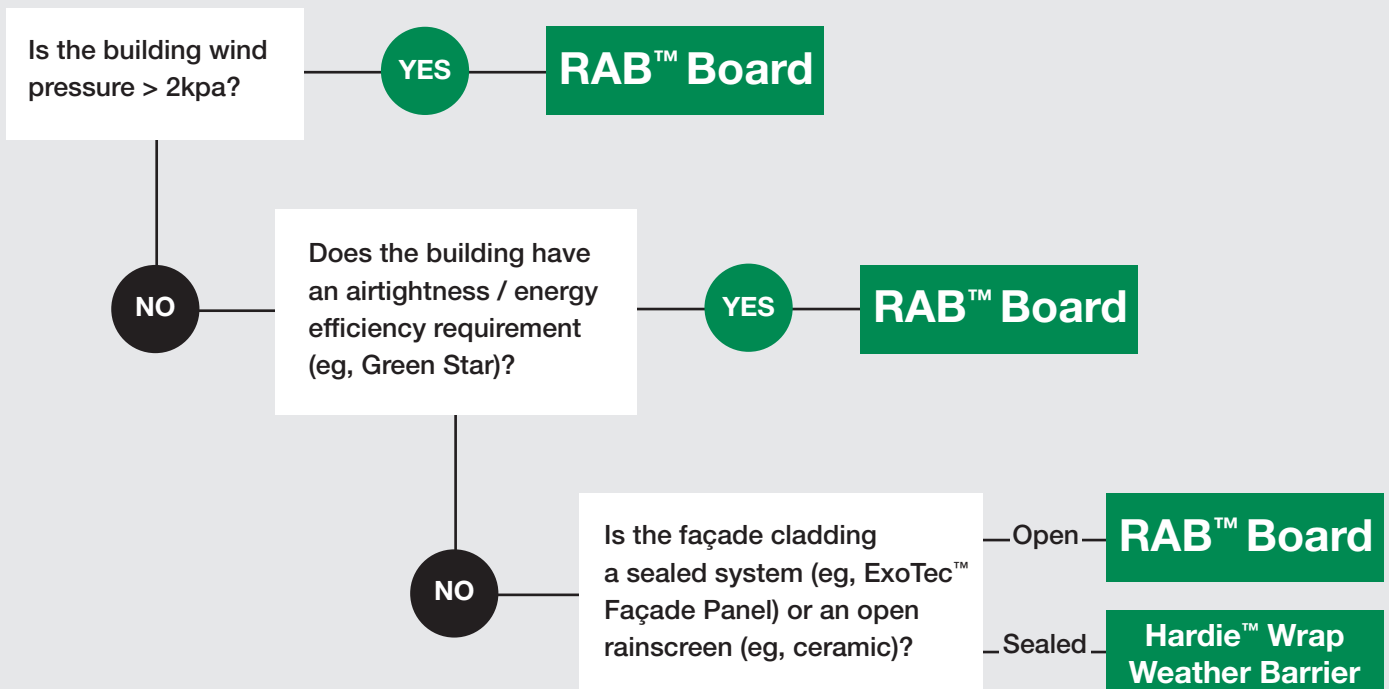 Is the building wind
pressure > 2kpa?
YES
RAB™ Board
NO
Does the building have
an airtightness / energy
efficiency requirement
(eg, Green Star)?
YES
RAB™ Board
NO
Is the façade cladding
a sealed system (eg, ExoTec™
Façade Panel) or an open
rainscreen (eg, ceramic)?
Open
RAB™ Board
Sealed
Hardie™ Wrap
Weather Barrier